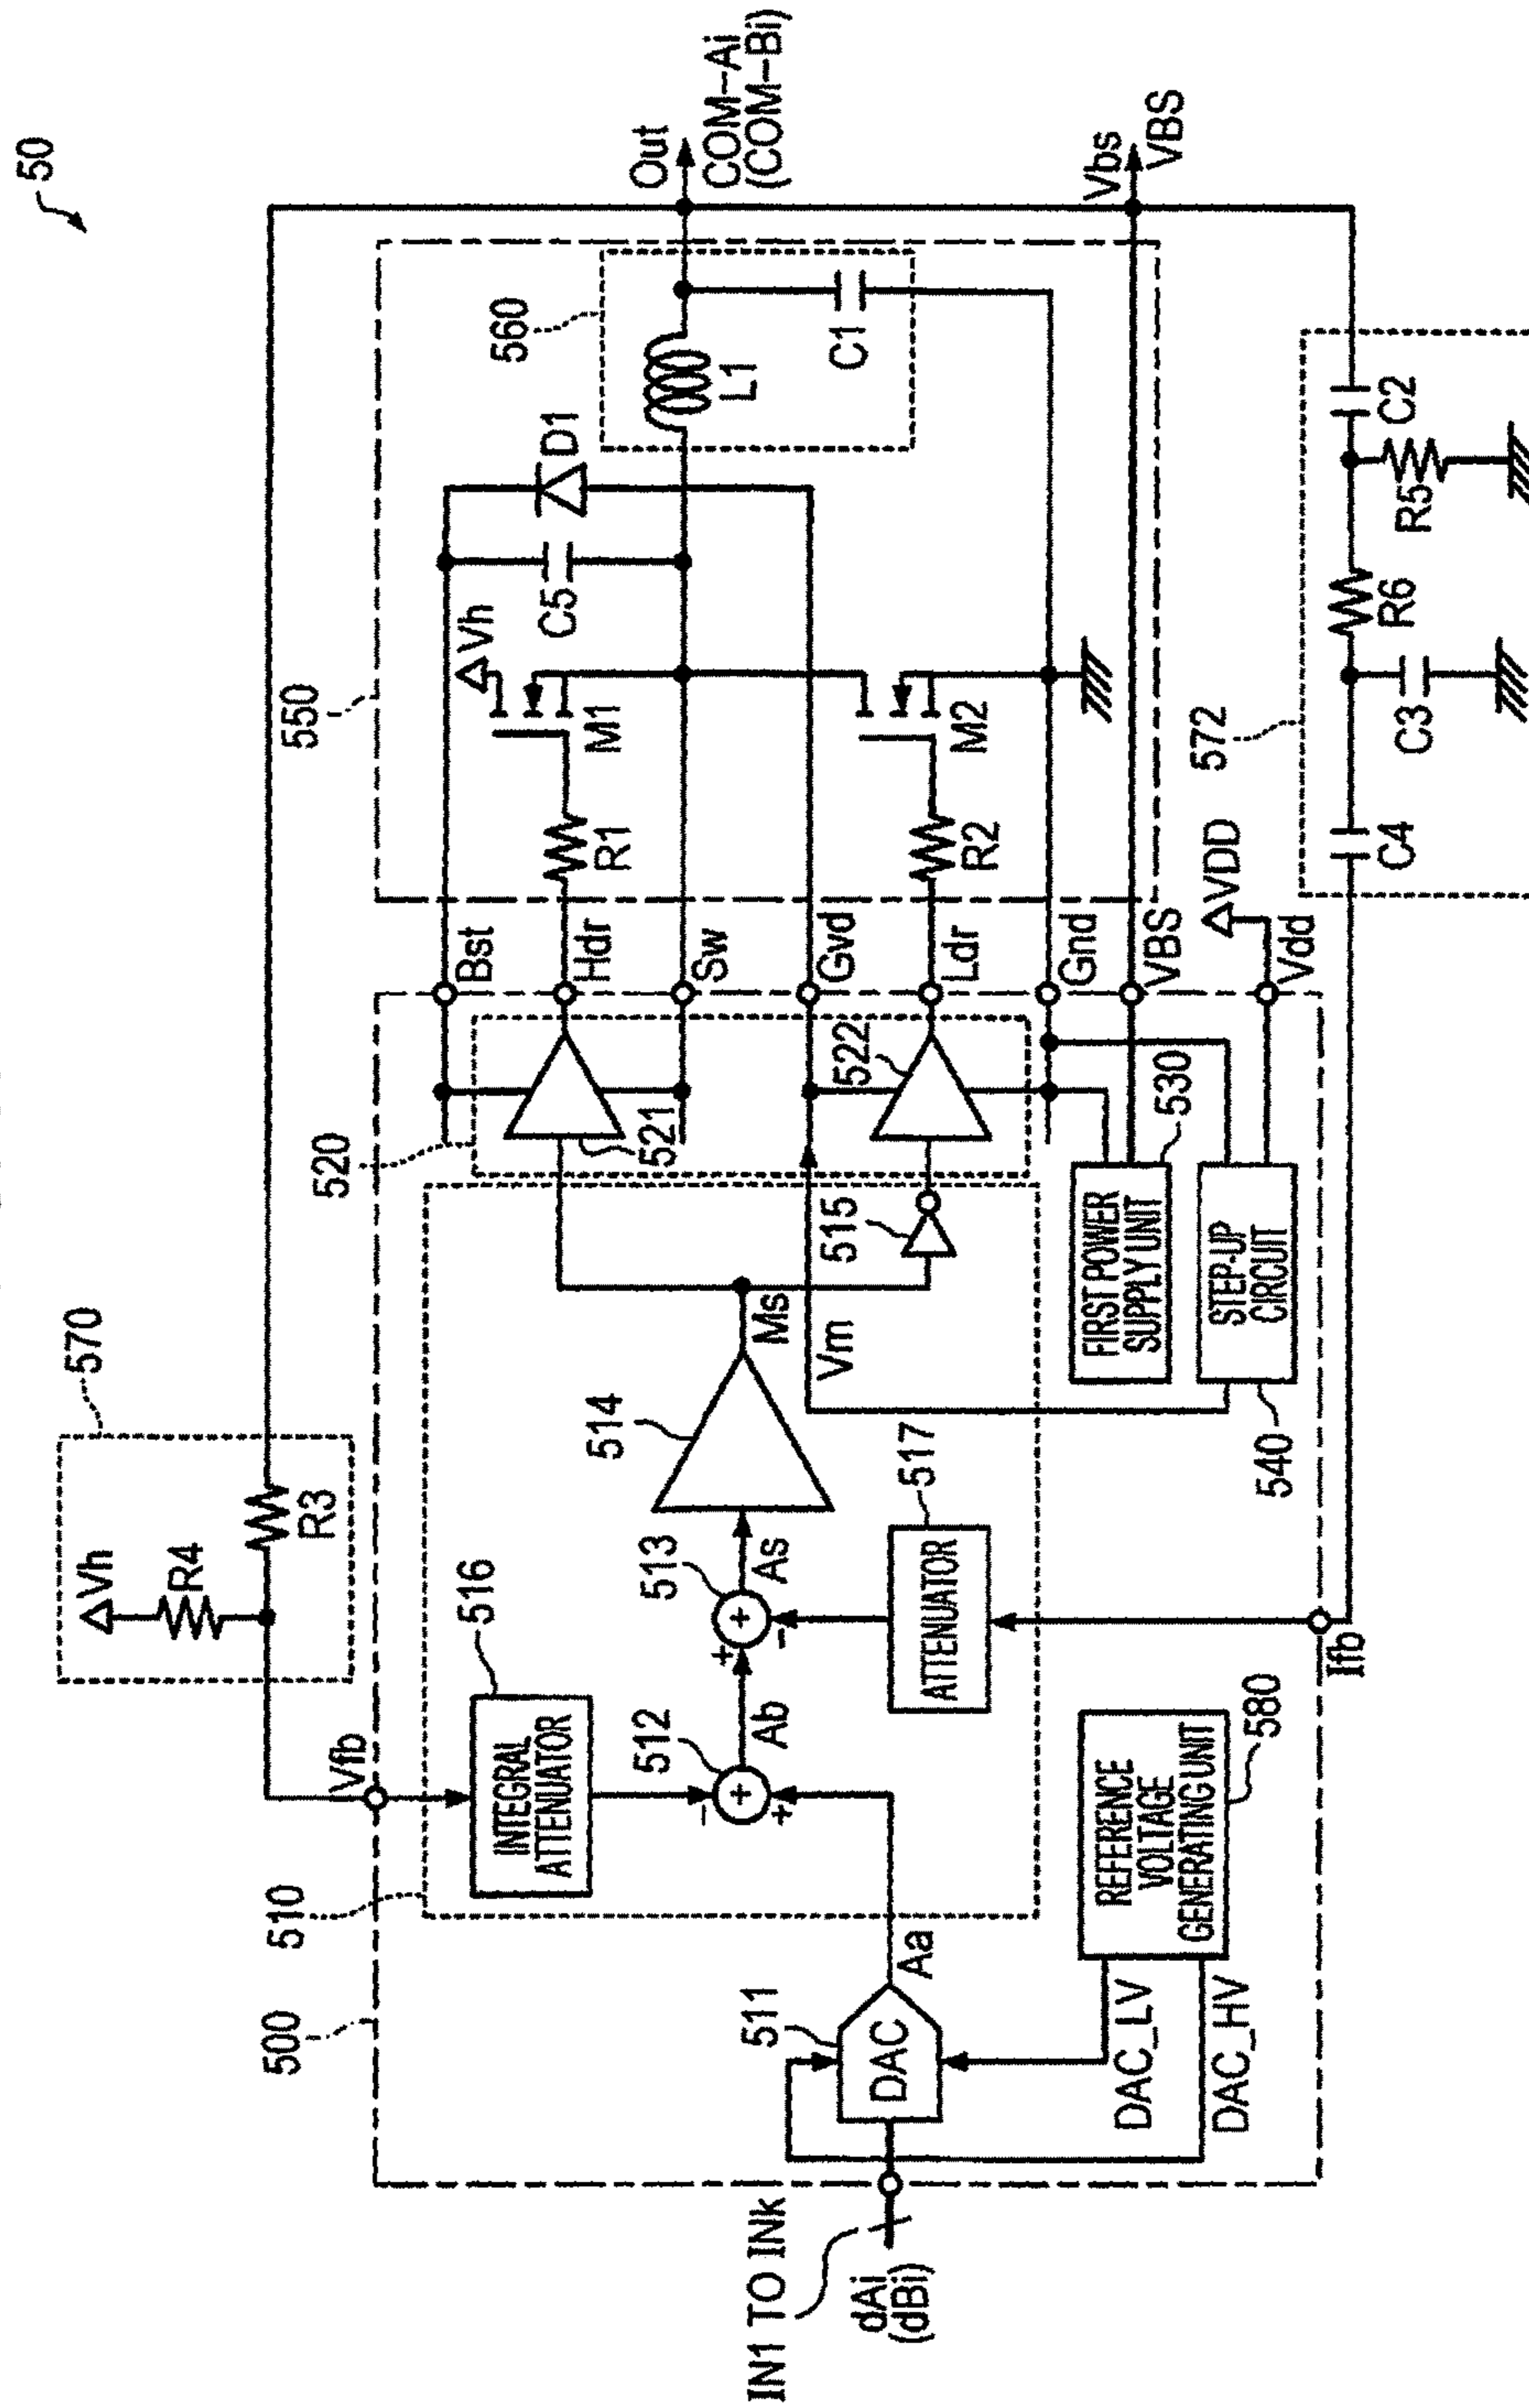 50
570
Vh
R4
R3
Vfb
500
510
516
INTEGRAL
ATTENUATOR
512
Ab
513
As
514
Ms
515
517
ATTENUATOR
Vm
520
521
522
550
Bst
Hdr
Sw
Gvd
Ldr
Gnd
VBS
Vdd
VDD
R1
R2
M1
M2
Vh
C5
D1
560
L1
C1
Out
COM-Ai
(COM-Bi)
Vbs
VBS
530
FIRST POWER
SUPPLY UNIT
540
STEP-UP
CIRCUIT
572
C4
C3
R6
R5
C2
Ifb
580
REFERENCE
VOLTAGE
GENERATING UNIT
DAC_LV
DAC_HV
511
DAC
Aa
IN1 TO INk
dAi
(dBi)
+
−
+
+
−
+